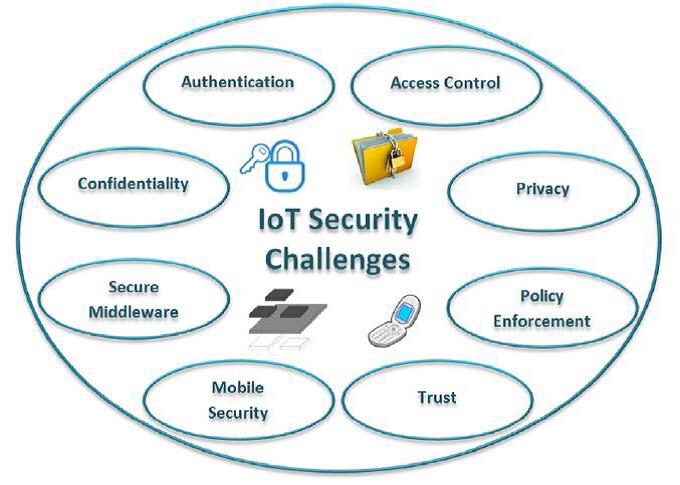 Authentication
Access Control
Confidentiality
Privacy
IoT Security
Challenges
Secure
Middleware
Policy
Enforcement
Mobile
Security
Trust